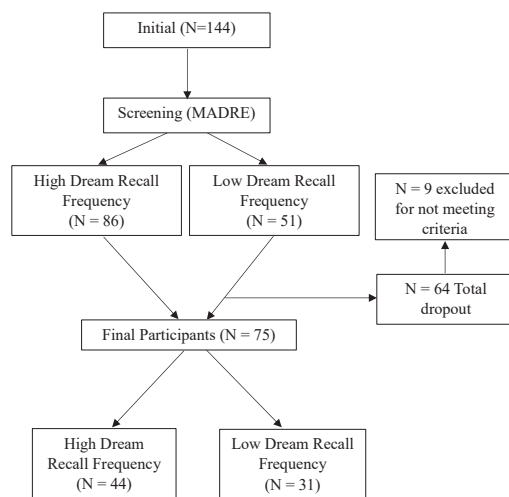 Initial (N=144)
Screening (MADRE)
High Dream Recall
Frequency
(N = 86)
Low Dream Recall
Frequency
(N = 51)
N = 9 excluded
for not meeting
criteria
N = 64 Total
dropout
Final Participants (N = 75)
High Dream
Recall Frequency
(N = 44)
Low Dream Recall
Frequency
(N = 31)